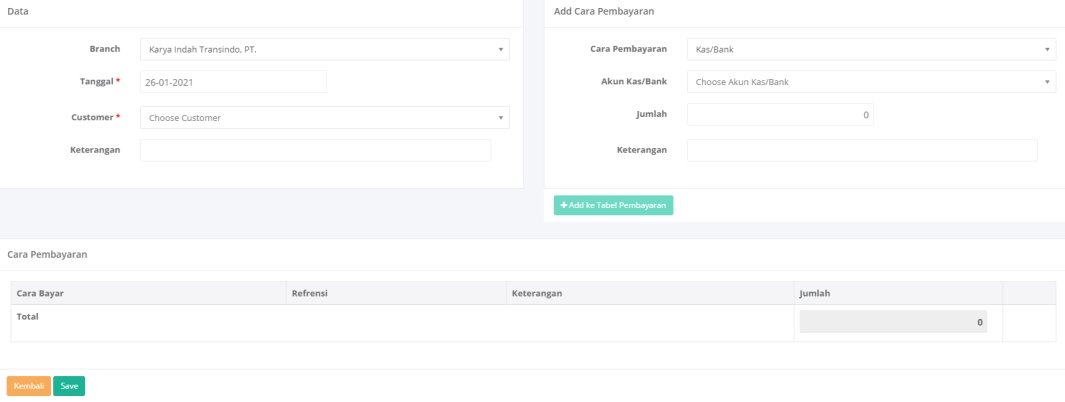 Data
Branch Karya Indah Transindo, PT.
Tanggal * 26-01-2021
Customer * Choose Customer
Keterangan
Add Cara Pembayaran
Cara Pembayaran Kas/Bank
Akun Kas/Bank Choose Akun Kas/Bank
Jumlah 0
Keterangan
+ Add ke Tabel Pembayaran
Cara Pembayaran
Cara Bayar Refrensi Keterangan Jumlah
Total 0
Kembali Save